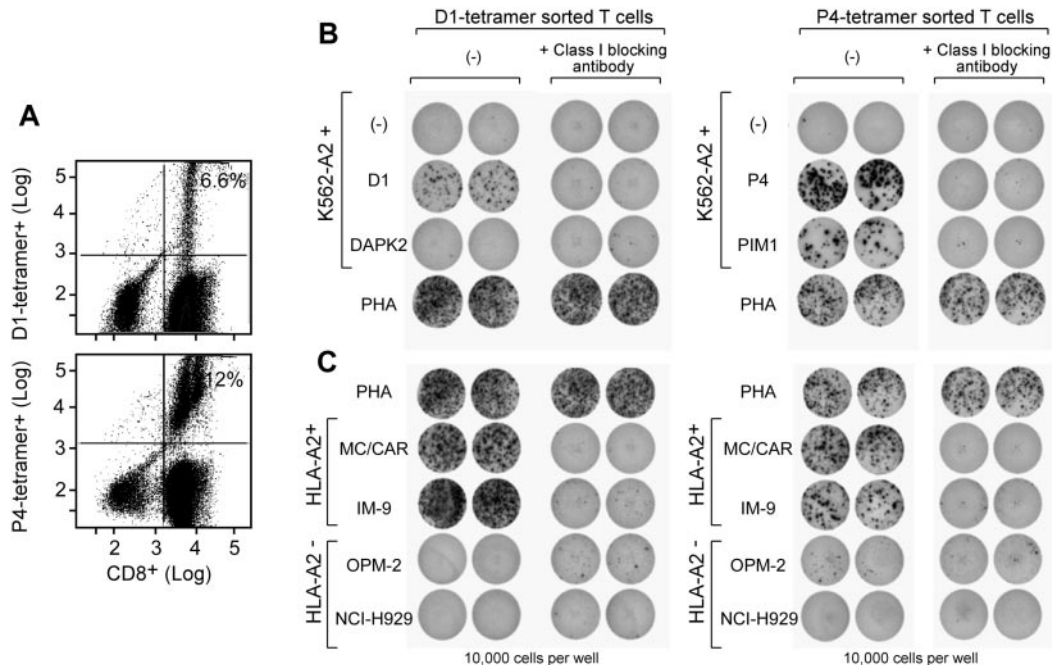 A
5
6.6%
4
3
2
D1-tetramer+ (Log)
5
12%
4
3
2
P4-tetramer+ (Log)
2 3 4 5
CD8+ (Log)
B
D1-tetramer sorted T cells
(-)
+ Class I blocking
antibody
K562-A2 +
(-)
D1
DAPK2
PHA
P4-tetramer sorted T cells
(-)
+ Class I blocking
antibody
K562-A2 +
(-)
P4
PIM1
PHA
C
PHA
HLA-A2+
MC/CAR
IM-9
HLA-A2 -
OPM-2
NCI-H929
10,000 cells per well
PHA
HLA-A2+
MC/CAR
IM-9
HLA-A2 -
OPM-2
NCI-H929
10,000 cells per well